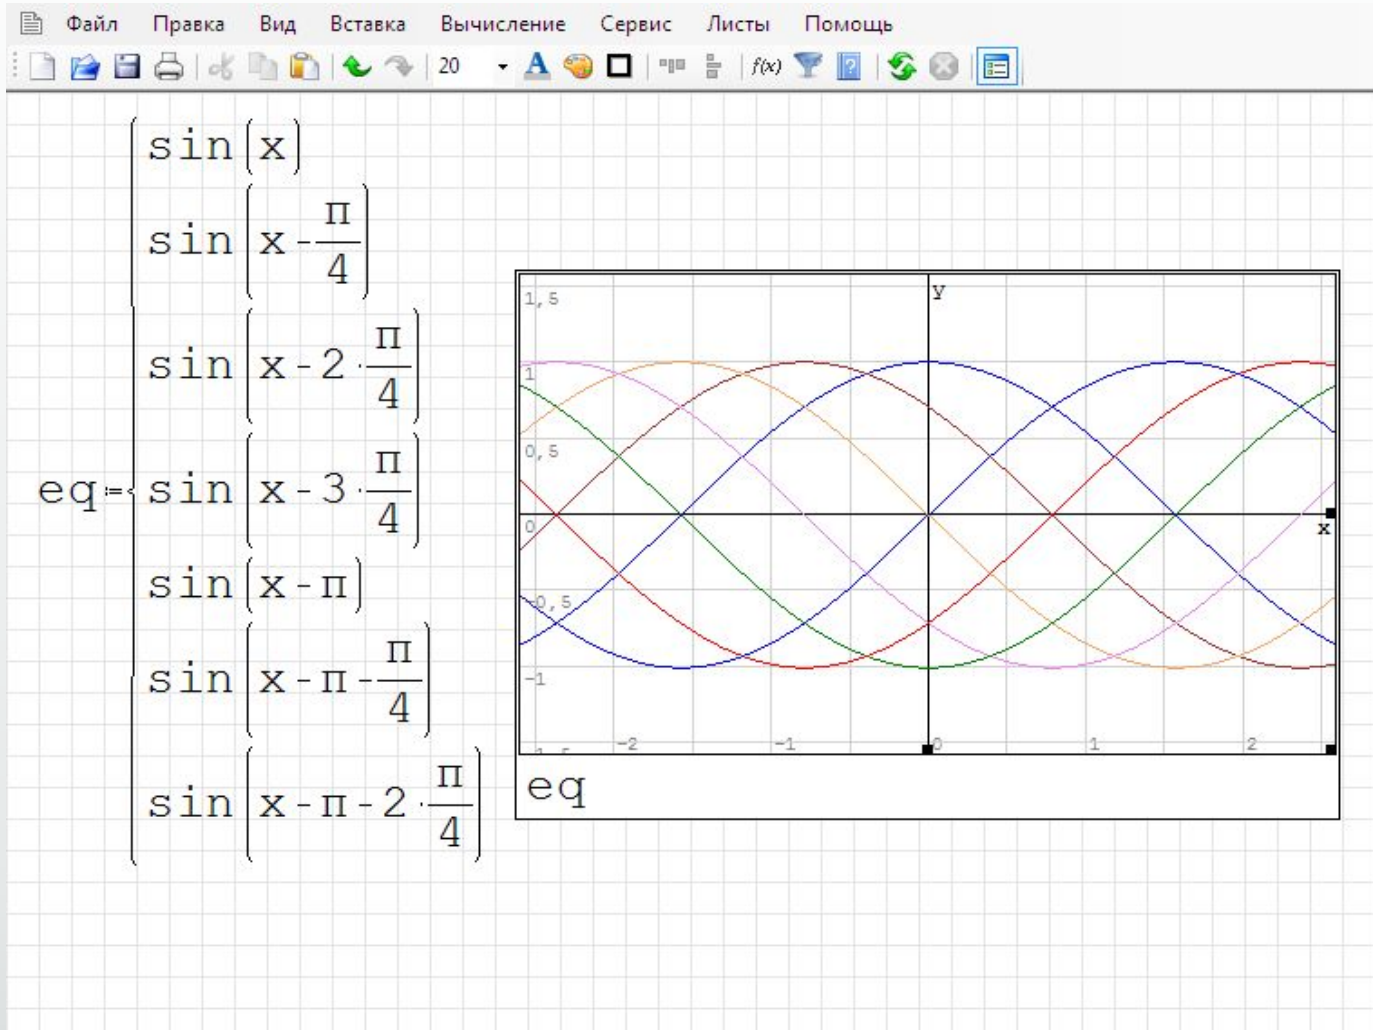 Файл Правка Вид Вставка Вычисление Сервис Листы Помощь
20 A f(x) ?
sin(x)
sin(x-π/4)
sin(x-2·π/4)
eq:= sin(x-3·π/4)
sin(x-π)
sin(x-π-π/4)
sin(x-π-2·π/4)
y
1,5
1
0,5
0
x
-0,5
-1
-2 -1 0 1 2
eq